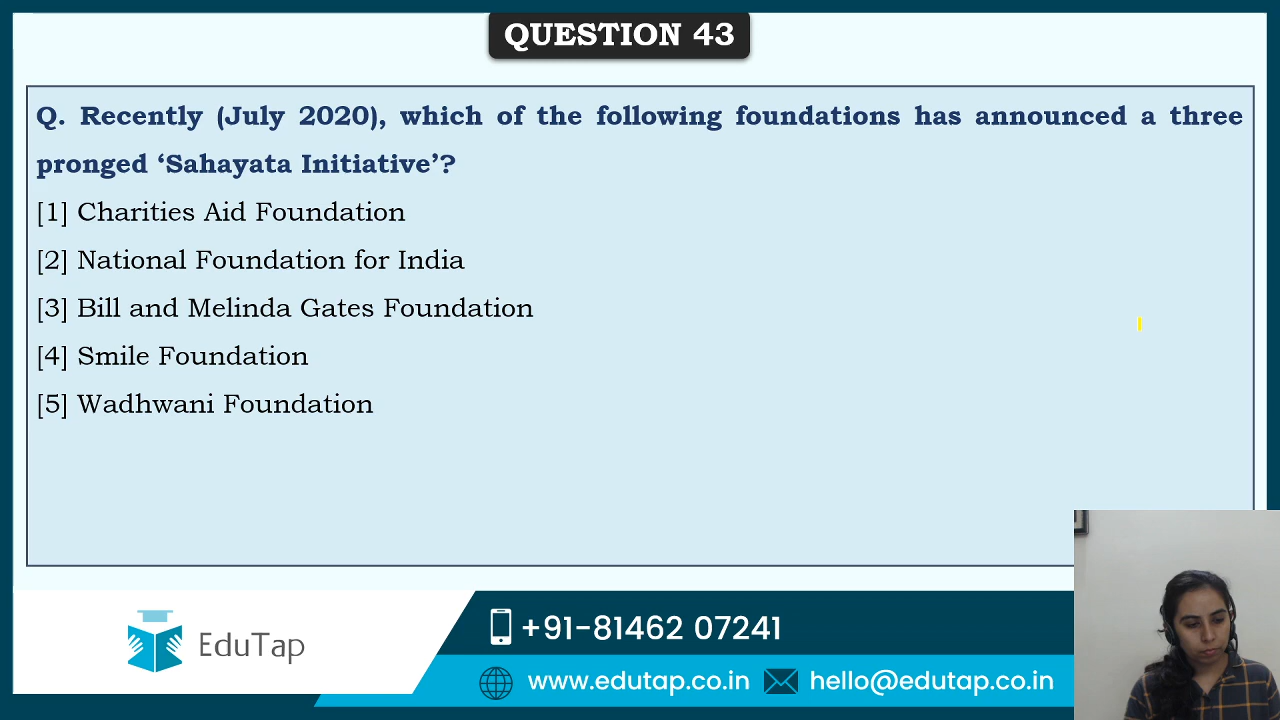 QUESTION 43
Q. Recently (July 2020), which of the following foundations has announced a three
pronged ‘Sahayata Initiative’?
[1] Charities Aid Foundation
[2] National Foundation for India
[3] Bill and Melinda Gates Foundation
[4] Smile Foundation
[5] Wadhwani Foundation
EduTap
+91-81462 07241
www.edutap.co.in
hello@edutap.co.in